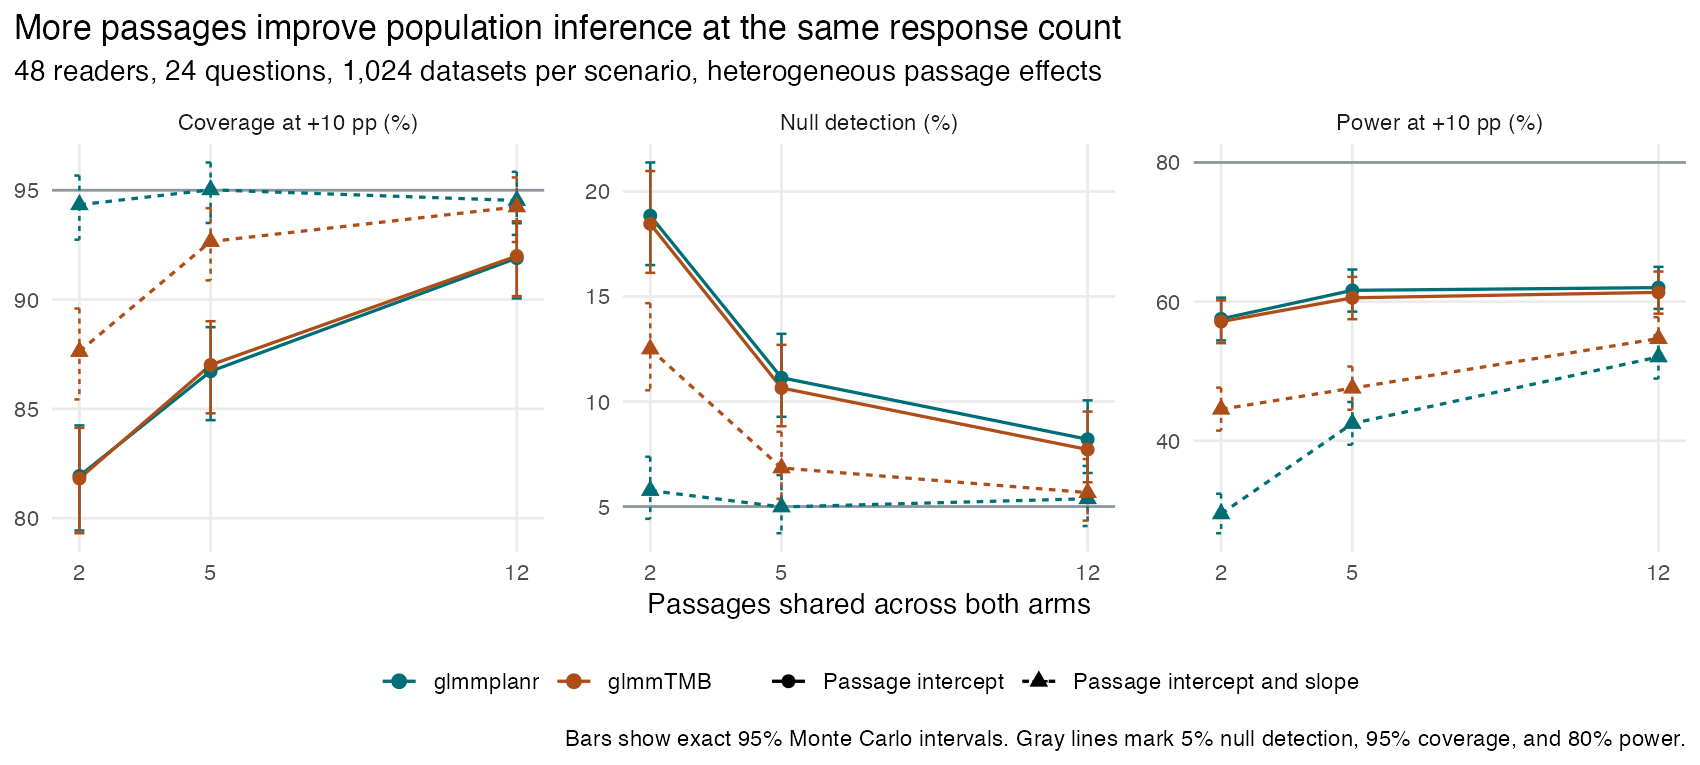 More passages improve population inference at the same response count
48 readers, 24 questions, 1,024 datasets per scenario, heterogeneous passage effects
Coverage at +10 pp (%)
95
90
85
80
2 5 12
Null detection (%)
20
15
10
5
2 5 12
Power at +10 pp (%)
80
60
40
2 5 12
Passages shared across both arms
glmmplanr glmmTMB Passage intercept Passage intercept and slope
Bars show exact 95% Monte Carlo intervals. Gray lines mark 5% null detection, 95% coverage, and 80% power.